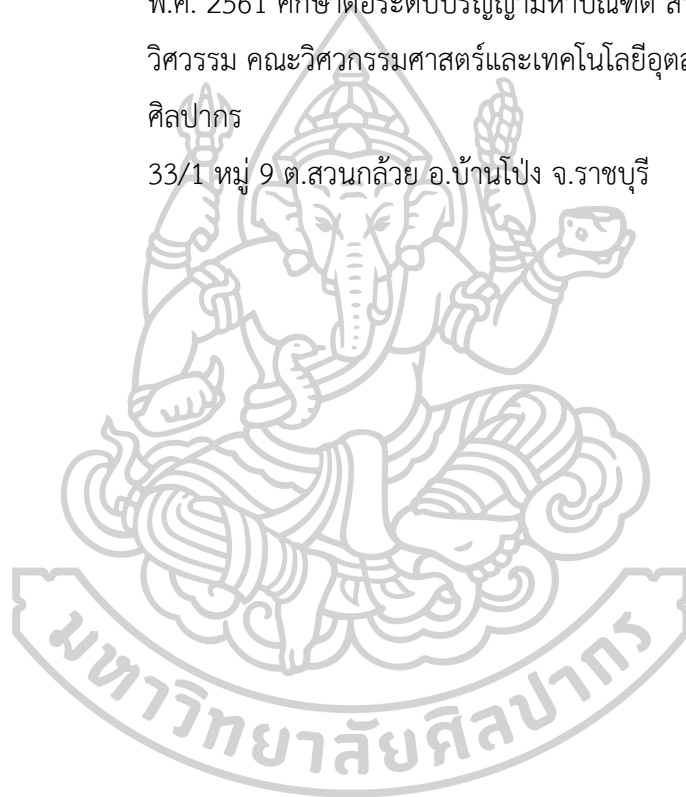 พ.ศ. 2561 ศึกษาต่อระดับปริญญามหาบัณฑิต
วิศวรรม คณะวิศวกรรมศาสตร์และเทคโนโลยี
ศิลปากร
33/1 หมู่ 9 ต.สวนกล้วย อ.บ้านโป่ง จ.ราชบุรี
มหาวิทยาลัยศิลปากร